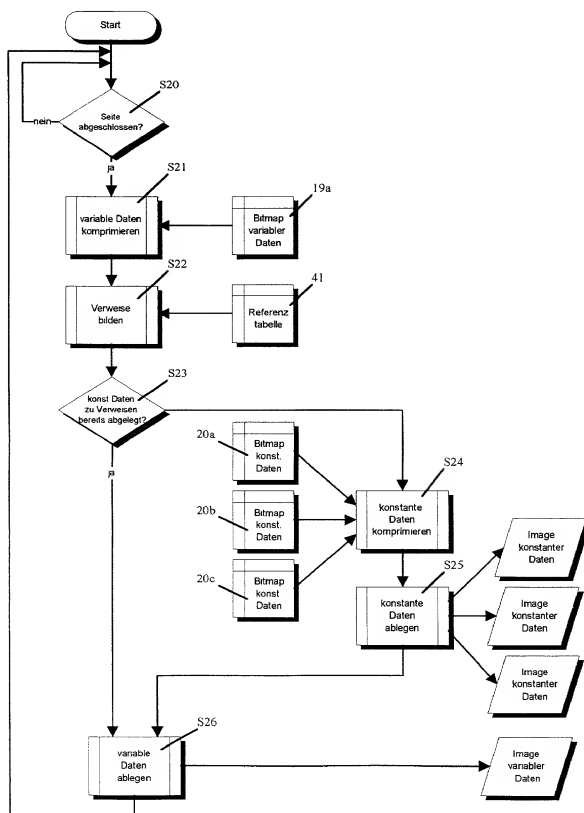 Start
S20
Seite
abgeschlossen?
nein
ja
S21
variable Daten
komprimieren
19a
Bitmap
variabler
Daten
S22
Verweise
bilden
41
Referenz
tabelle
S23
konst Daten
zu Verweisen
bereits abgelegt?
ja
20a
Bitmap
konst.
Daten
20b
Bitmap
konst.
Daten
20c
Bitmap
konst
Daten
S24
konstante
Daten
komprimieren
S25
konstante
Daten
ablegen
Image
konstanter
Daten
Image
konstanter
Daten
Image
konstanter
Daten
S26
variable
Daten
ablegen
Image
variabler
Daten